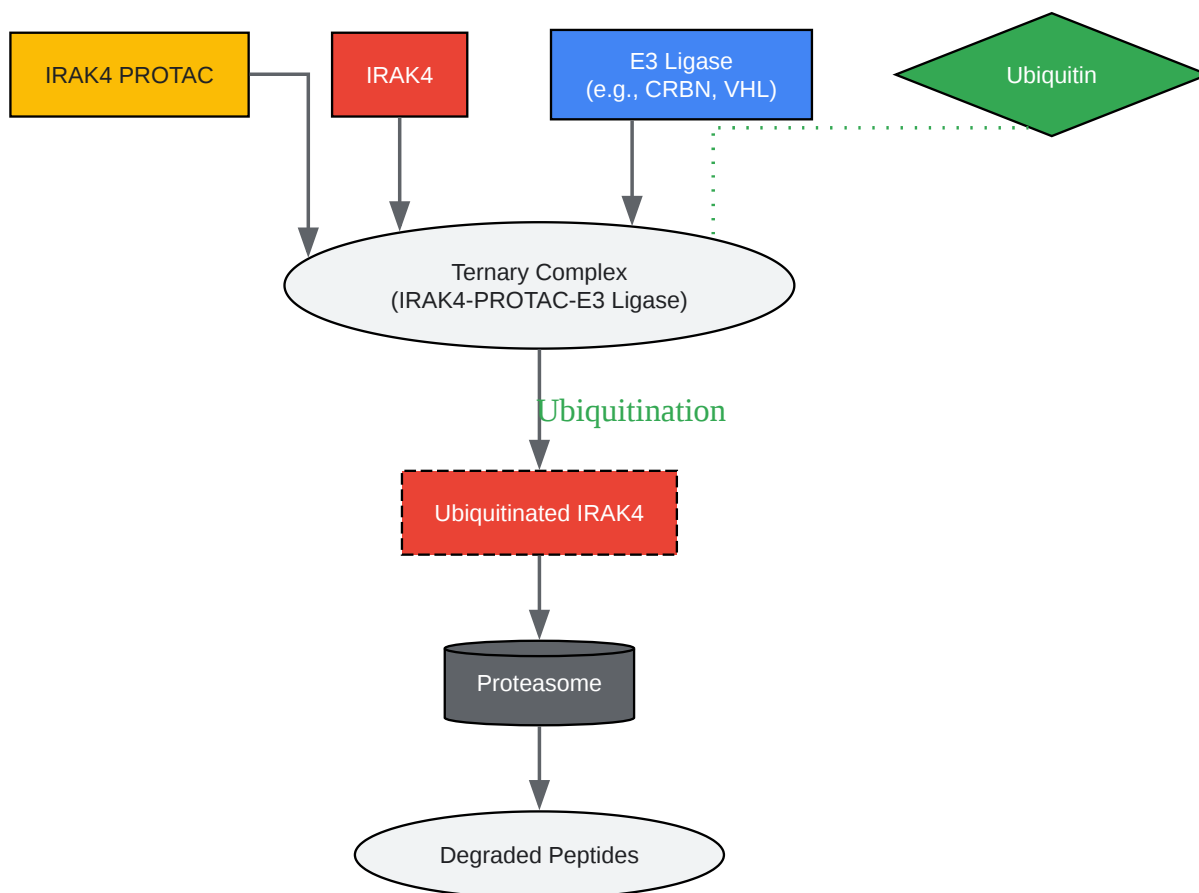 IRAK4 PROTAC
IRAK4
E3 Ligase
(e.g., CRBN, VHL)
Ubiquitin
Ternary Complex
(IRAK4-PROTAC-E3 Ligase)
Ubiquitination
Ubiquitinated IRAK4
Proteasome
Degraded Peptides